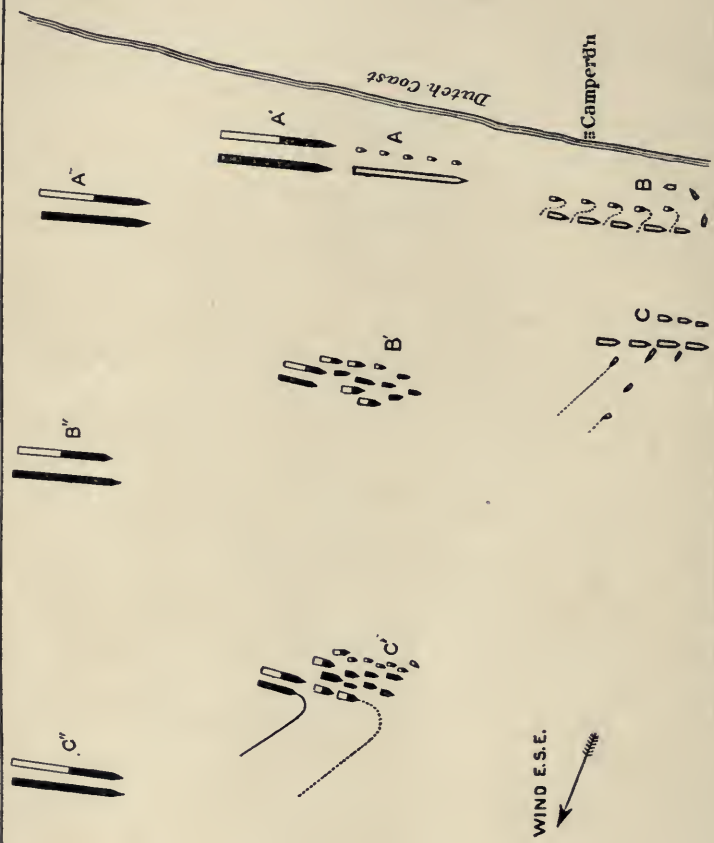 Dutch Coast
A"
A'
A
Camperd'n
B
B'
B"
C
C'
C"
WIND E.S.E.